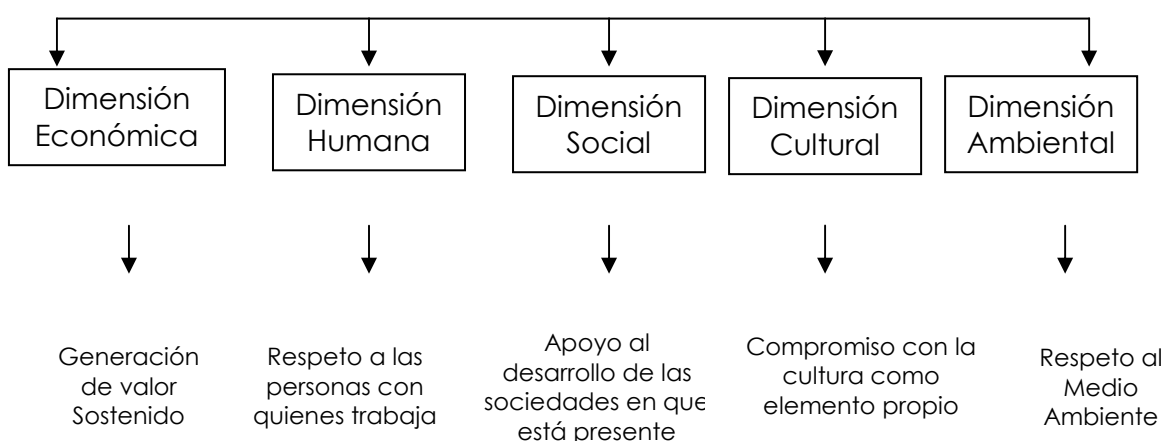 Dimensión
Económica
Dimensión
Humana
Dimensión
Social
Dimensión
Cultural
Dimensión
Ambiental
Generación
de valor
Sostenido
Respeto a las
personas con
quienes trabaja
Apoyo al
desarrollo de las
sociedades en que
está presente
Compromiso con la
cultura como
elemento propio
Respeto al
Medio
Ambiente